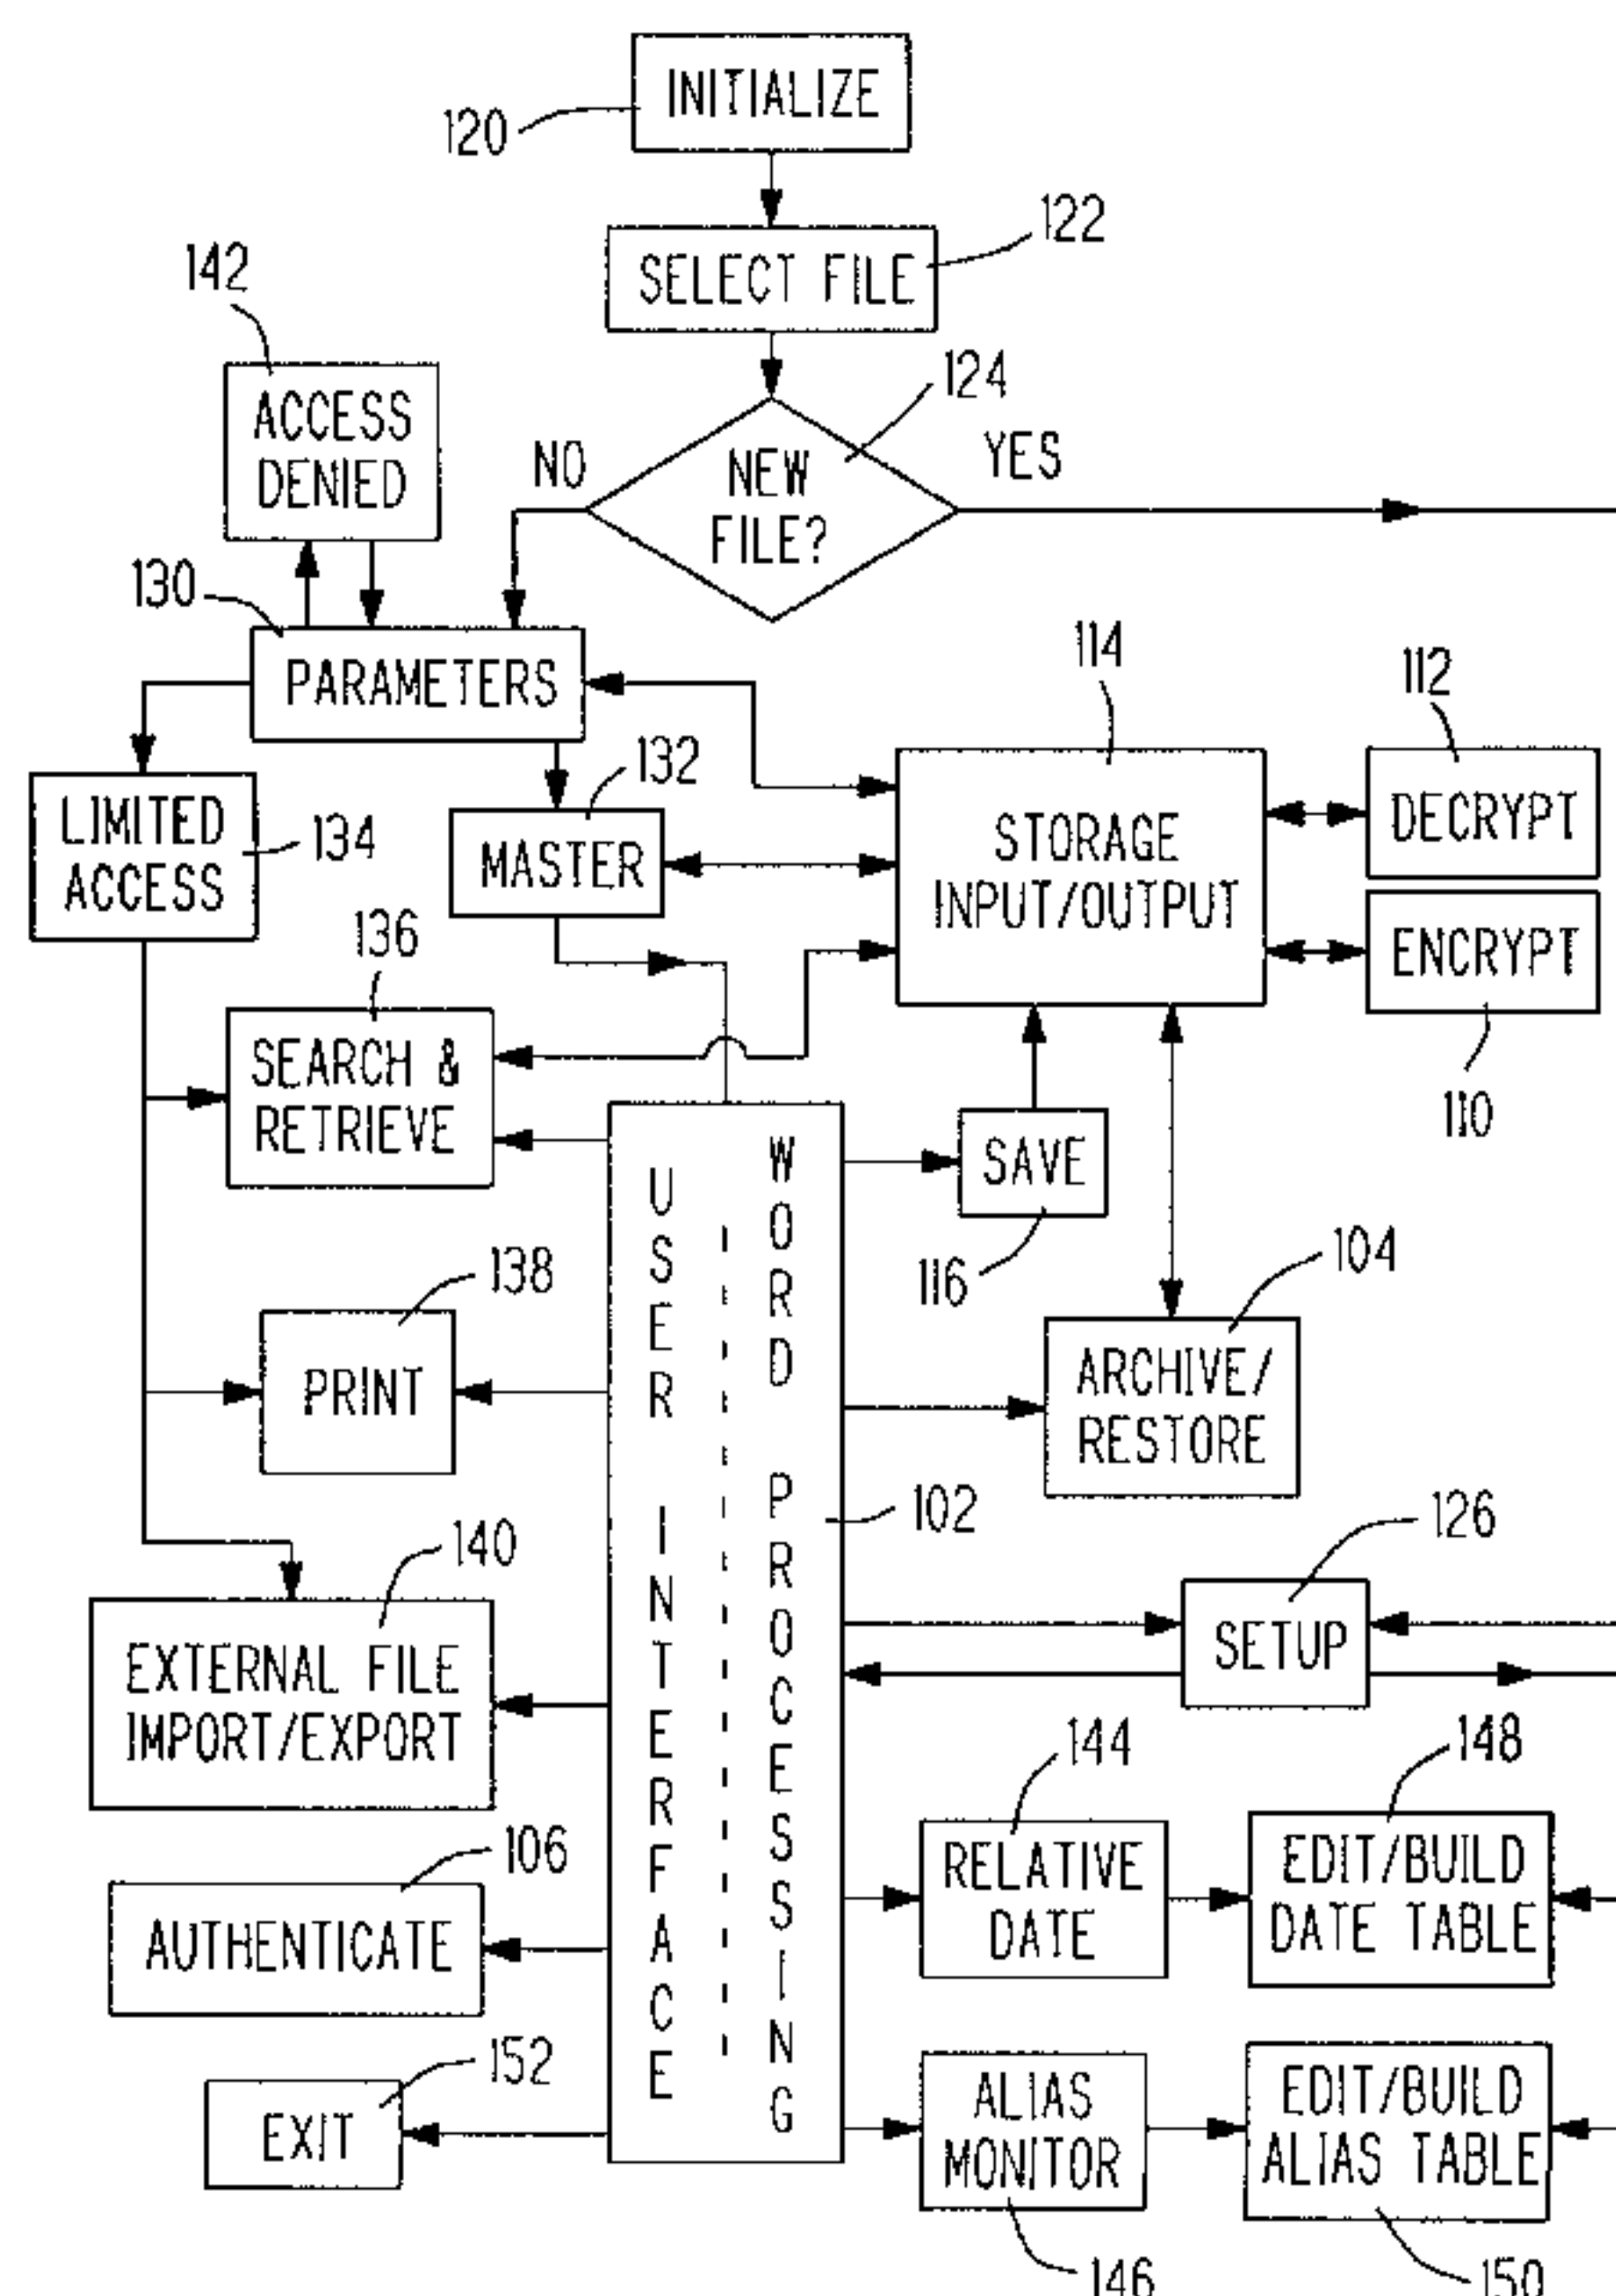 INITIALIZE
120
122
SELECT FILE
142
124
ACCESS
DENIED
NO
NEW
FILE?
YES
130
PARAMETERS
114
112
132
LIMITED
ACCESS
134
MASTER
STORAGE
INPUT/OUTPUT
DECRYPT
ENCRYPT
136
SEARCH &
RETRIEVE
110
USER INTERFACE
WORD PROCESSING
SAVE
116
138
104
PRINT
ARCHIVE/
RESTORE
102
126
140
SETUP
EXTERNAL FILE
IMPORT/EXPORT
144
148
106
RELATIVE
DATE
EDIT/BUILD
DATE TABLE
AUTHENTICATE
152
EXIT
ALIAS
MONITOR
EDIT/BUILD
ALIAS TABLE
146
150